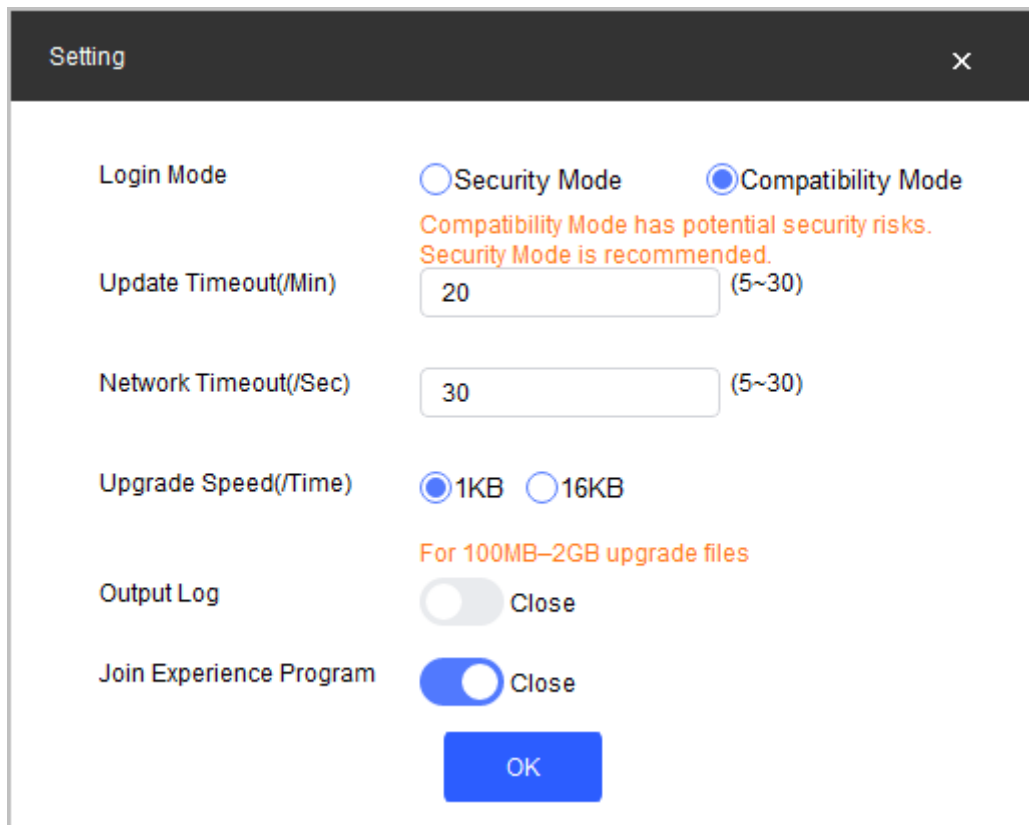 Setting
Login Mode
Security Mode Compatibility Mode
Compatibility Mode has potential security risks.
Security Mode is recommended.
Update Timeout(/Min) 20 (5~30)
Network Timeout(/Sec) 30 (5~30)
Upgrade Speed(/Time) 1KB 16KB
For 100MB–2GB upgrade files
Output Log Close
Join Experience Program Close
OK